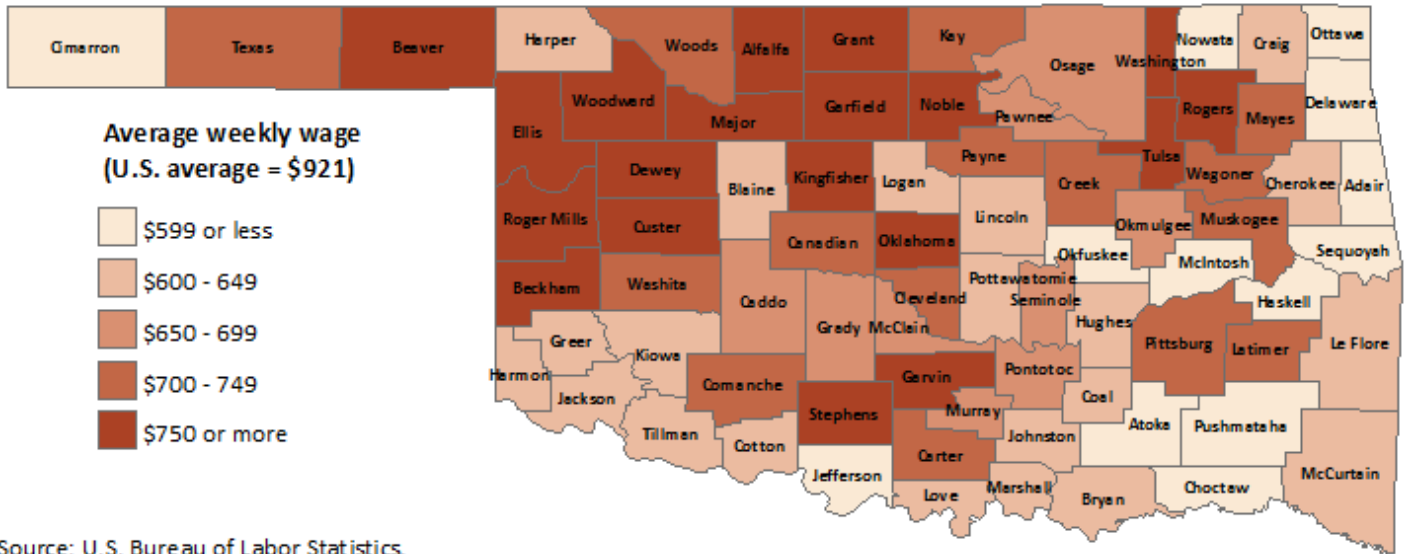 Cimarron
Texas
Beaver
Harper
Woods
Alfalfa
Grant
Kay
Osage
Washington
Nowata
Craig
Ottawa
Ellis
Woodward
Major
Garfield
Noble
Pawnee
Rogers
Mayes
Delaware
Average weekly wage
(U.S. average = $921)
$599 or less
$600 - 649
$650 - 699
$700 - 749
$750 or more
Dewey
Blaine
Kingfisher
Logan
Payne
Creek
Tulsa
Wagoner
Cherokee
Adair
Roger Mills
Custer
Canadian
Oklahoma
Lincoln
Okmulgee
Muskogee
Okfuskee
McIntosh
Sequoyah
Beckham
Washita
Caddo
Grady
McClain
Cleveland
Pottawatomie
Seminole
Hughes
Haskell
Pittsburg
Latimer
Le Flore
Greer
Kiowa
Harmon
Jackson
Comanche
Stephens
Garvin
Pontotoc
Murray
Coal
Atoka
Pushmataha
Tillman
Cotton
Jefferson
Carter
Johnston
Love
Marshall
Bryan
Choctaw
McCurtain
Source: U.S. Bureau of Labor Statistics.